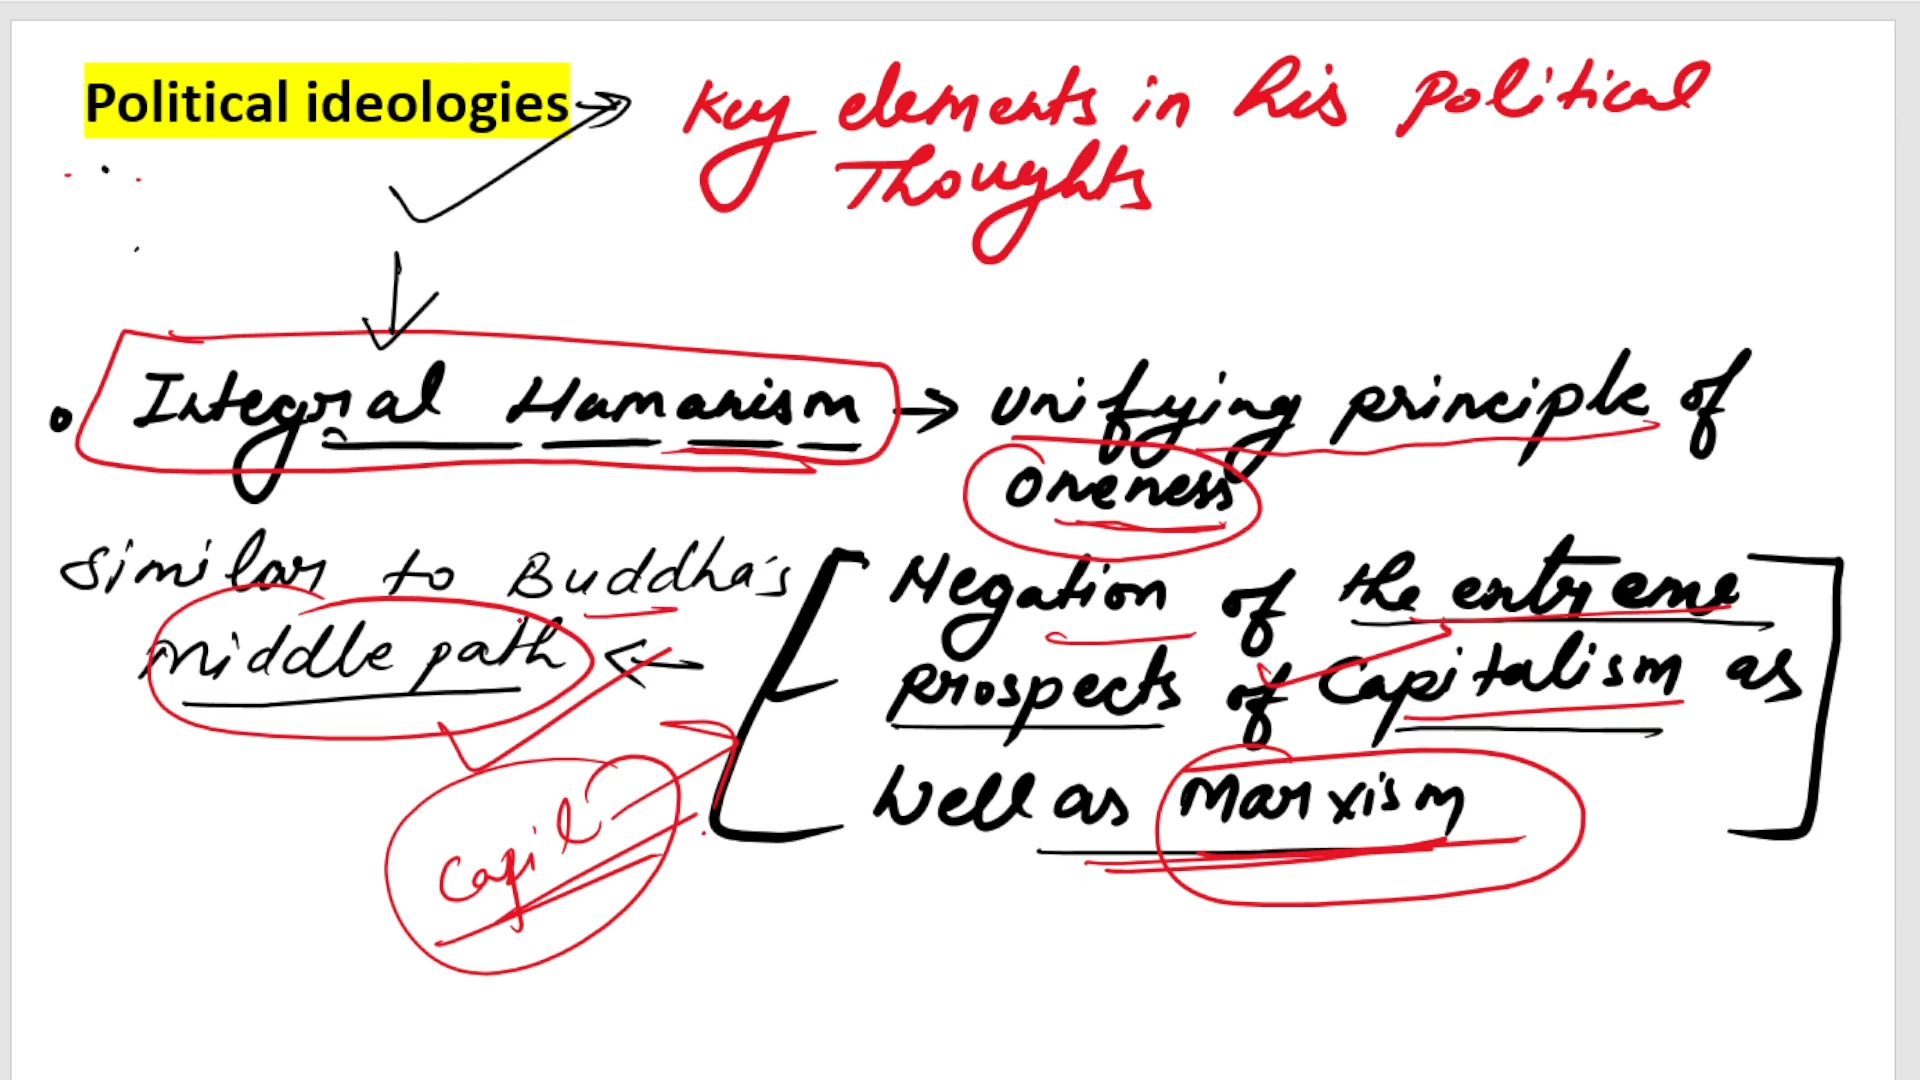 Political ideologies → Key elements in his political
Thoughts
• Integral Humanism → unifying principle of
oneness
Similar to Buddha's
middle path ←
[Negation of the extreme
prospects of Capitalism as
well as Marxism]
Capil